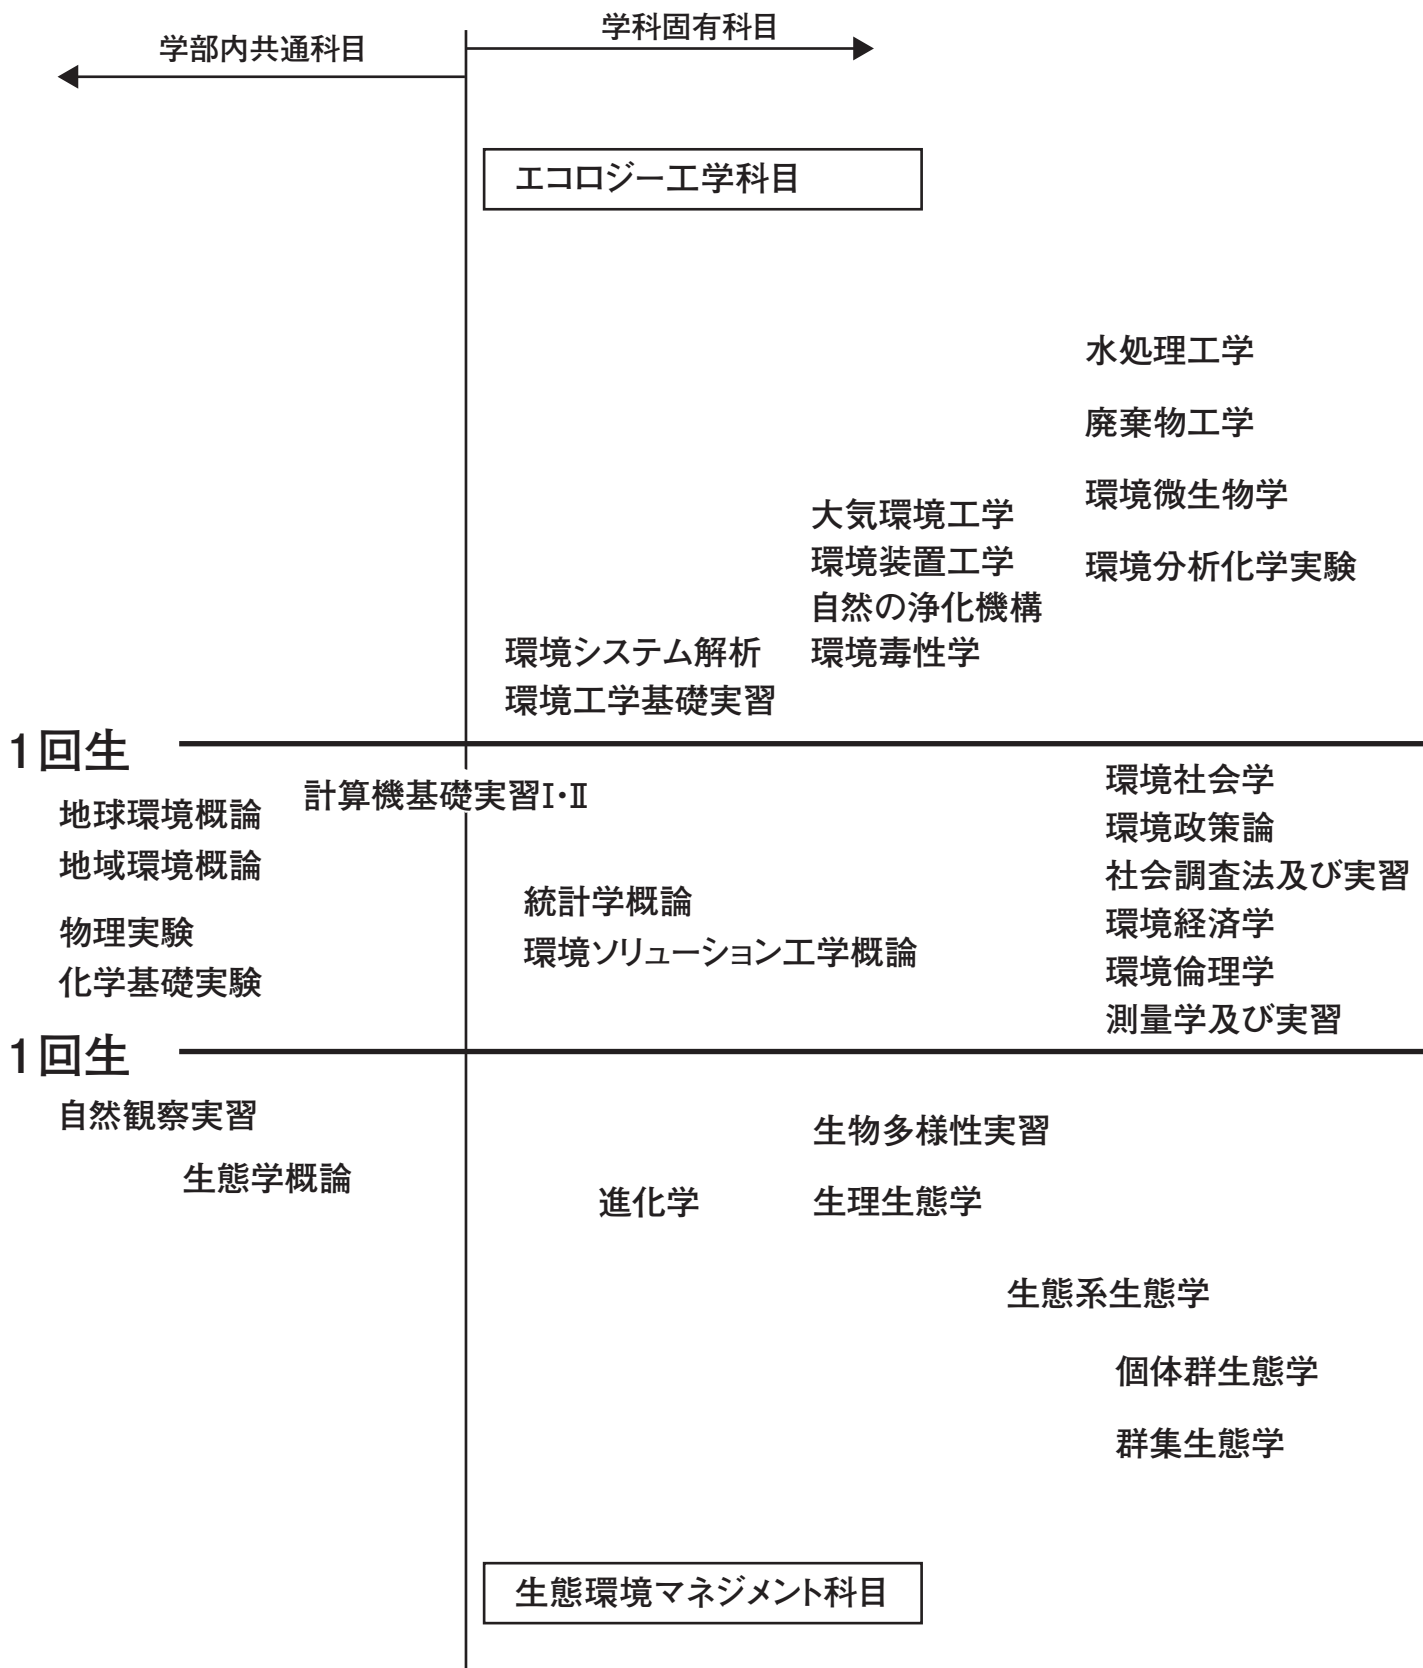 学部内共通科目
学科固有科目
エコロジー工学科目
水処理工学
廃棄物工学
環境微生物学
環境分析化学実験
大気環境工学
環境装置工学
自然の浄化機構
環境毒性学
環境システム解析
環境工学基礎実習
1回生
計算機基礎実習I・II
地球環境概論
地域環境概論
物理実験
化学基礎実験
統計学概論
環境ソリューション工学概論
環境社会学
環境政策論
社会調査法及び実習
環境経済学
環境倫理学
測量学及び実習
1回生
自然観察実習
生態学概論
進化学
生物多様性実習
生理生態学
生態系生態学
個体群生態学
群集生態学
生態環境マネジメント科目